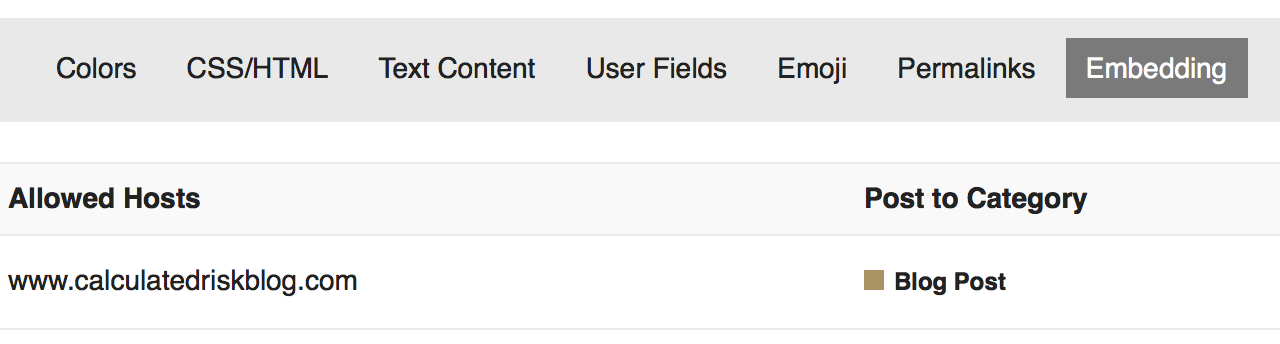 Colors CSS/HTML Text Content User Fields Emoji Permalinks Embedding
Allowed Hosts Post to Category
www.calculatedriskblog.com Blog Post